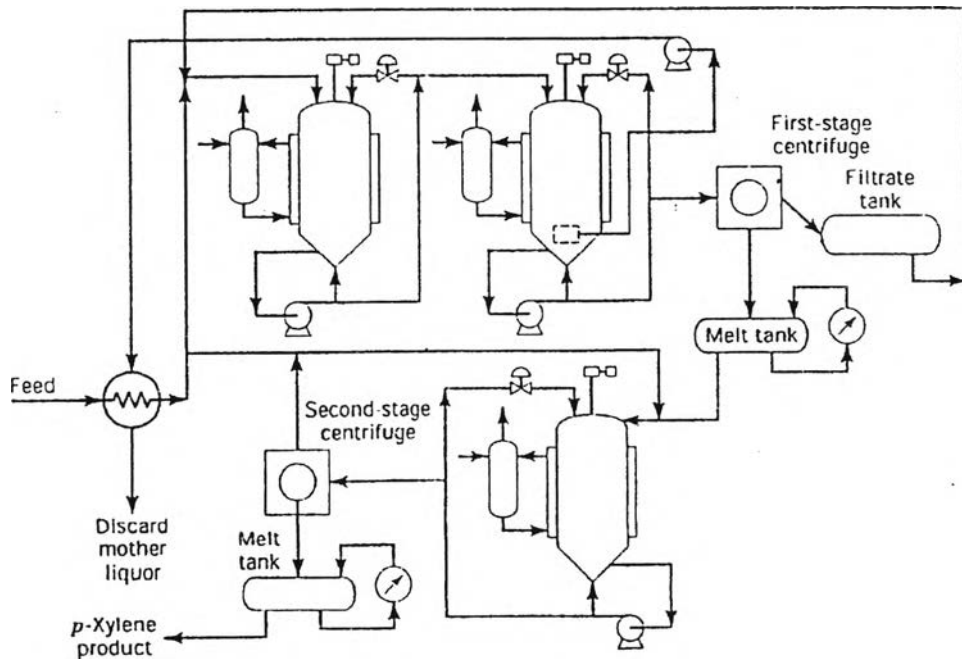 First-stage
centrifuge
Filtrate
tank
Melt tank
Feed
Second-stage
centrifuge
Discard
mother
liquor
Melt
tank
p-Xylene
product